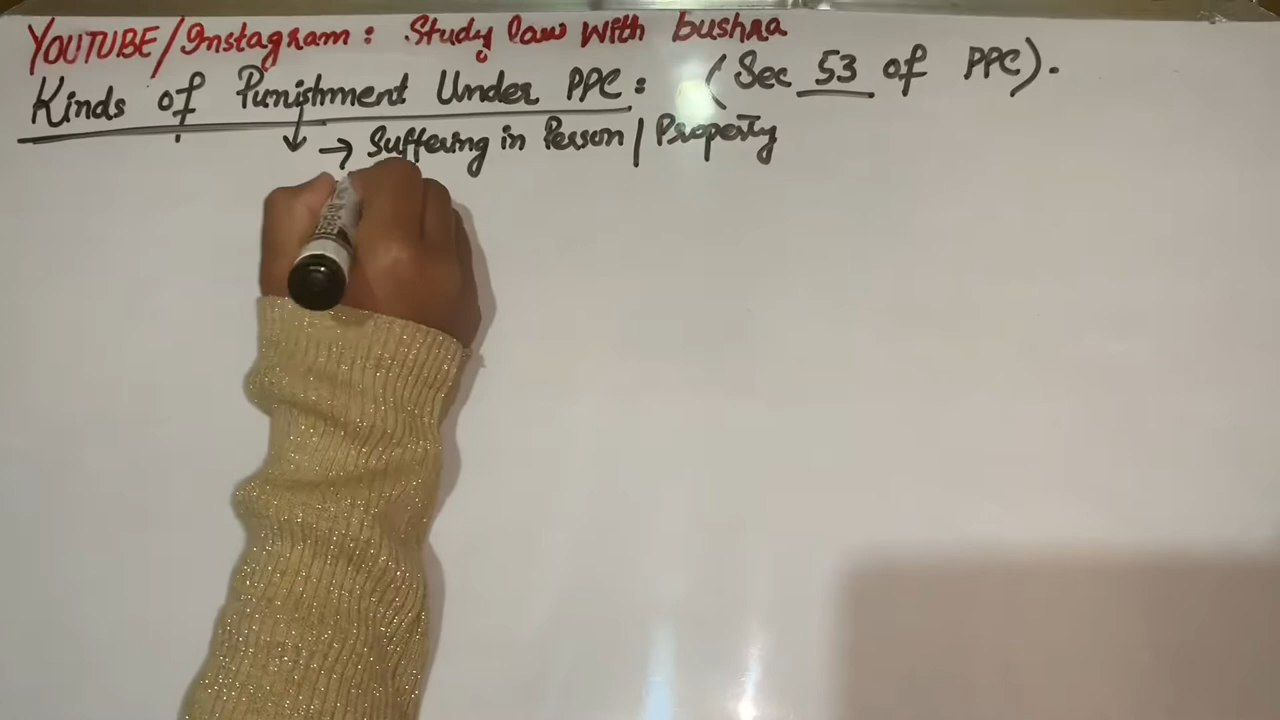 YOUTUBE/Instagram: Study law with bushra
Kinds of Punishment Under PPC: (Sec 53 of PPC).
↓ → Suffering in Person/Property